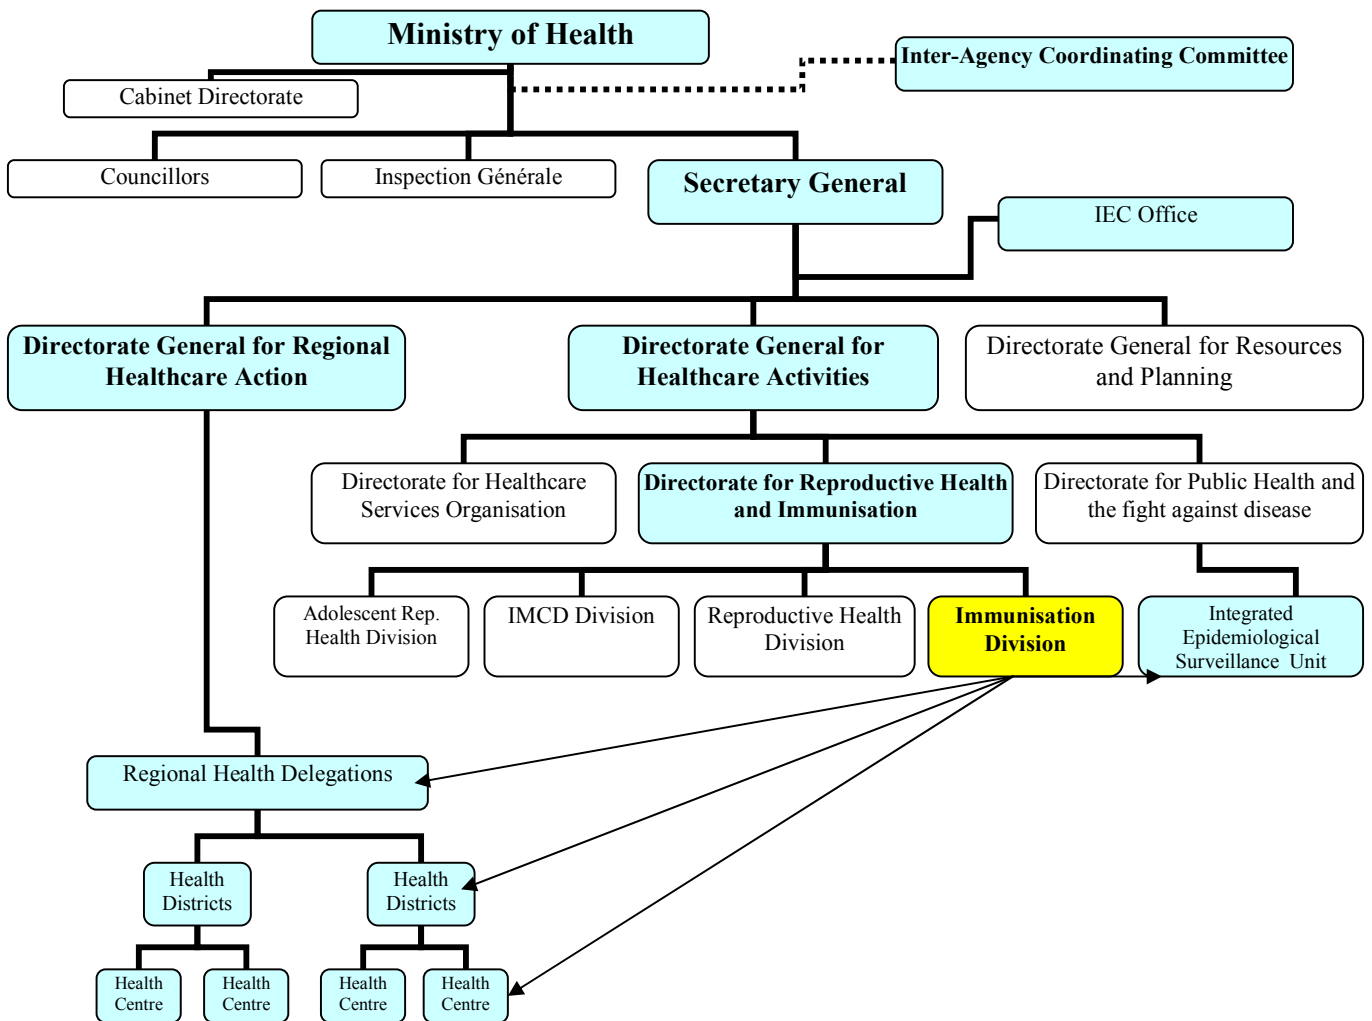 Ministry of Health
Inter-Agency Coordinating Committee
Cabinet Directorate
Councillors
Inspection Générale
Secretary General
IEC Office
Directorate General for Regional
Healthcare Action
Directorate General for
Healthcare Activities
Directorate General for Resources
and Planning
Directorate for Healthcare
Services Organisation
Directorate for Reproductive Health
and Immunisation
Directorate for Public Health and
the fight against disease
Adolescent Rep.
Health Division
IMCD Division
Reproductive Health
Division
Immunisation
Division
Integrated
Epidemiological
Surveillance Unit
Regional Health Delegations
Health
Districts
Health
Districts
Health
Centre
Health
Centre
Health
Centre
Health
Centre